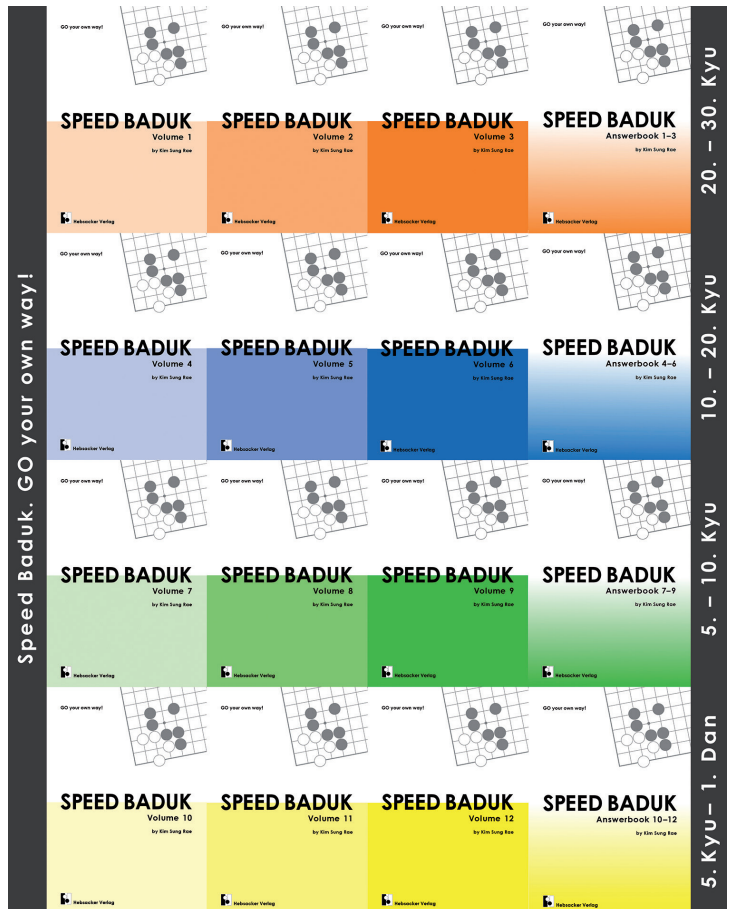 Speed Baduk. GO your own way!
GO your own way!
SPEED BADUK
Volume 1
by Kim Sung Rae
Hebsacker Verlag
GO your own way!
SPEED BADUK
Volume 2
by Kim Sung Rae
Hebsacker Verlag
GO your own way!
SPEED BADUK
Volume 3
by Kim Sung Rae
Hebsacker Verlag
GO your own way!
SPEED BADUK
Answerbook 1–3
by Kim Sung Rae
Hebsacker Verlag
20. – 30. Kyu
GO your own way!
SPEED BADUK
Volume 4
by Kim Sung Rae
Hebsacker Verlag
GO your own way!
SPEED BADUK
Volume 5
by Kim Sung Rae
Hebsacker Verlag
GO your own way!
SPEED BADUK
Volume 6
by Kim Sung Rae
Hebsacker Verlag
GO your own way!
SPEED BADUK
Answerbook 4–6
by Kim Sung Rae
Hebsacker Verlag
10. – 20. Kyu
GO your own way!
SPEED BADUK
Volume 7
by Kim Sung Rae
Hebsacker Verlag
GO your own way!
SPEED BADUK
Volume 8
by Kim Sung Rae
Hebsacker Verlag
GO your own way!
SPEED BADUK
Volume 9
by Kim Sung Rae
Hebsacker Verlag
GO your own way!
SPEED BADUK
Answerbook 7–9
by Kim Sung Rae
Hebsacker Verlag
5. – 10. Kyu
GO your own way!
SPEED BADUK
Volume 10
by Kim Sung Rae
Hebsacker Verlag
GO your own way!
SPEED BADUK
Volume 11
by Kim Sung Rae
Hebsacker Verlag
GO your own way!
SPEED BADUK
Volume 12
by Kim Sung Rae
Hebsacker Verlag
GO your own way!
SPEED BADUK
Answerbook 10–12
by Kim Sung Rae
Hebsacker Verlag
5. Kyu – 1. Dan